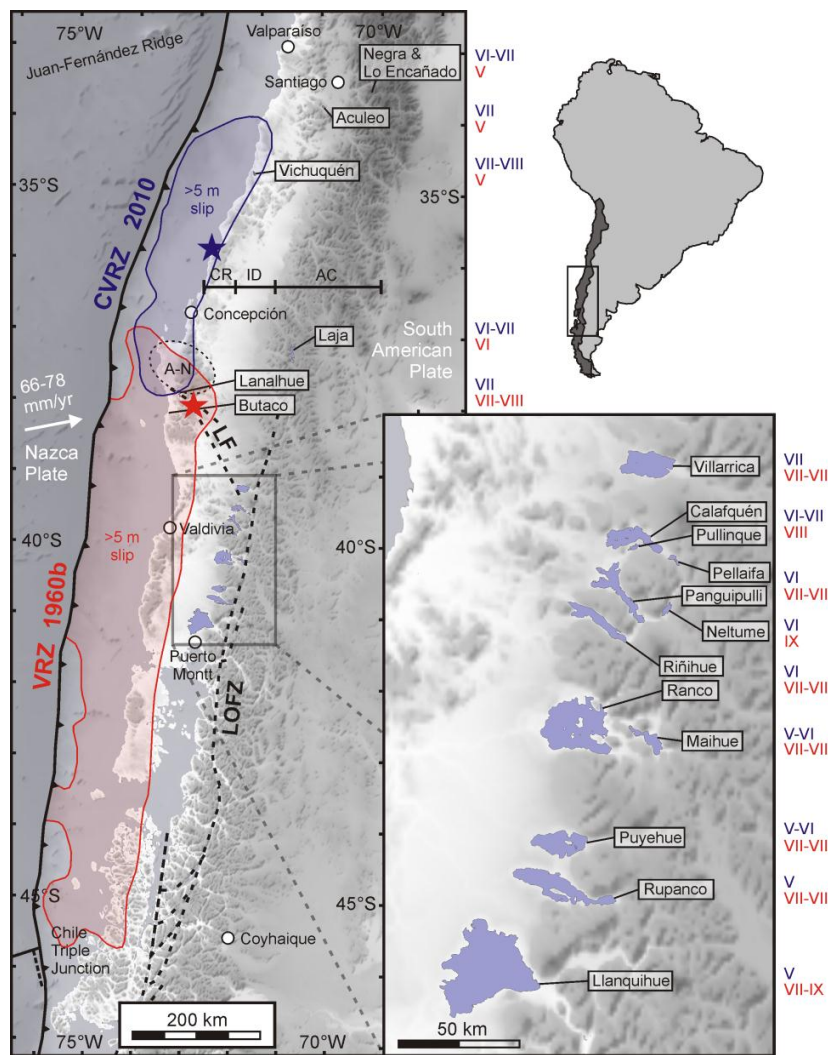 75°W
70°W
Juan-Fernández Ridge
Valparaíso
Negra &
Lo Encañado
Santiago
Aculeo
Vichuquén
35°S
35°S
>5 m
slip
CVRZ 2010
CR
ID
AC
Concepción
Laja
South
American
Plate
A-N
Lanalhue
Butaco
66-78
mm/yr
Nazca
Plate
LF
Valdivia
40°S
40°S
>5 m
slip
VRZ 1960b
Puerto
Montt
LOFZ
45°S
45°S
Chile
Triple
Junction
Coyhaique
200 km
75°W
70°W
VI-VII
V
VII
V
VII-VIII
V
VI-VII
VI
VII
VII-VIII
Villarrica
VII
VII-VII
Calafquén
Pullinque
VI-VII
VIII
Pellaifa
Panguipulli
VI
VII-VII
Neltume
VI
IX
Riñihue
Ranco
VI
VII-VII
Maihue
V-VI
VII-VII
Puyehue
V-VI
VII-VII
Rupanco
V
VII-VII
Llanquihue
V
VII-IX
50 km